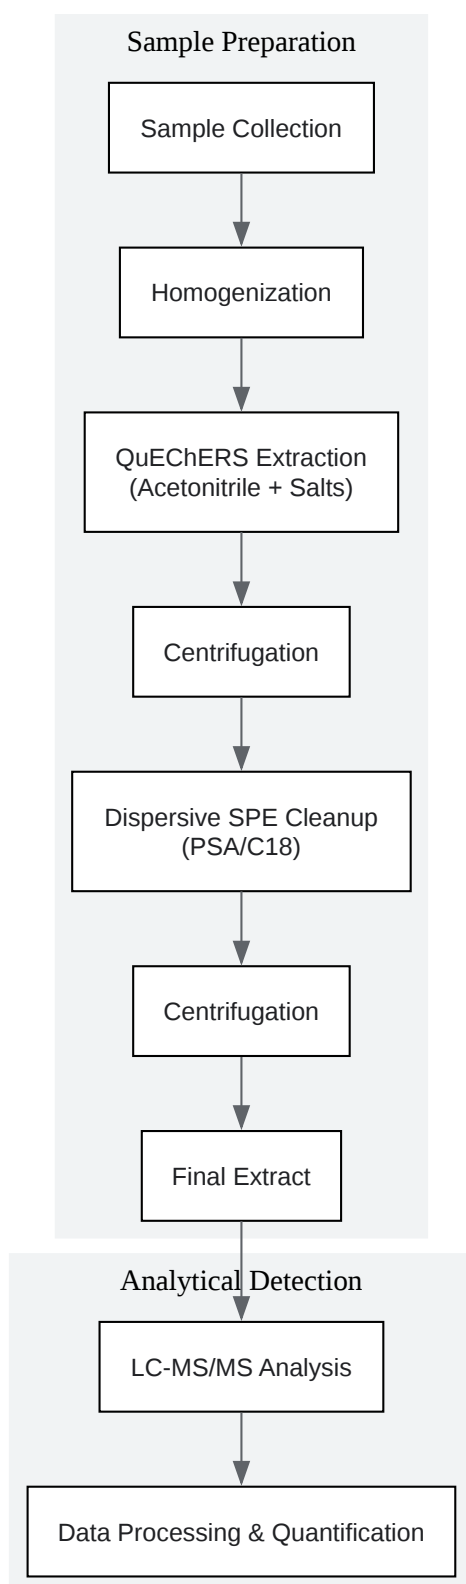 Sample Preparation
Sample Collection
Homogenization
QuEChERS Extraction
(Acetonitrile + Salts)
Centrifugation
Dispersive SPE Cleanup
(PSA/C18)
Centrifugation
Final Extract
Analytical Detection
LC-MS/MS Analysis
Data Processing & Quantification